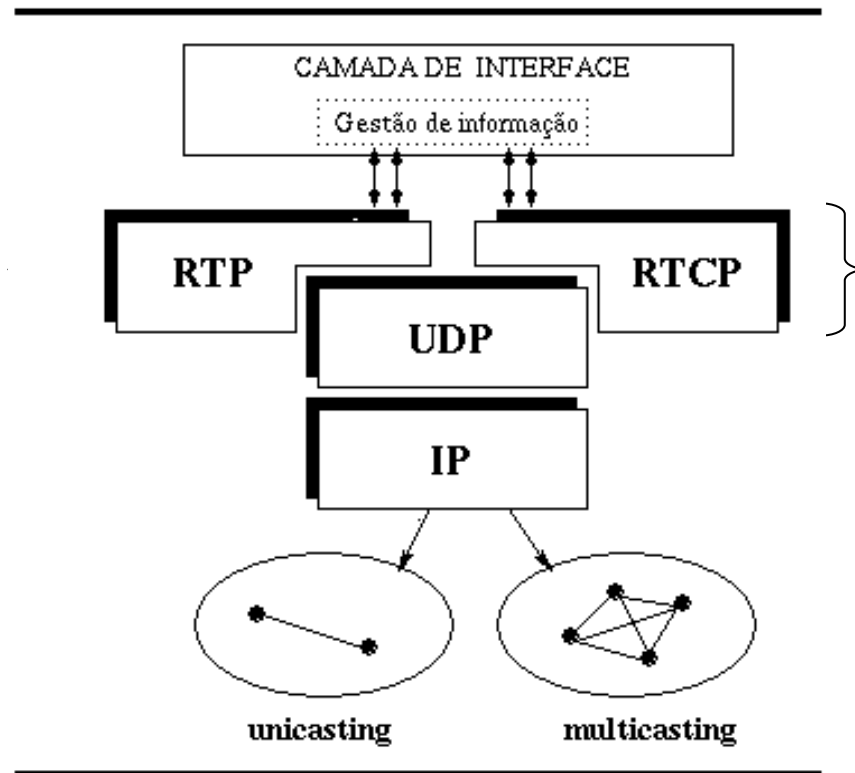 CAMADA DE INTERFACE
Gestão de informação
RTP
RTCP
UDP
IP
unicasting
multicasting